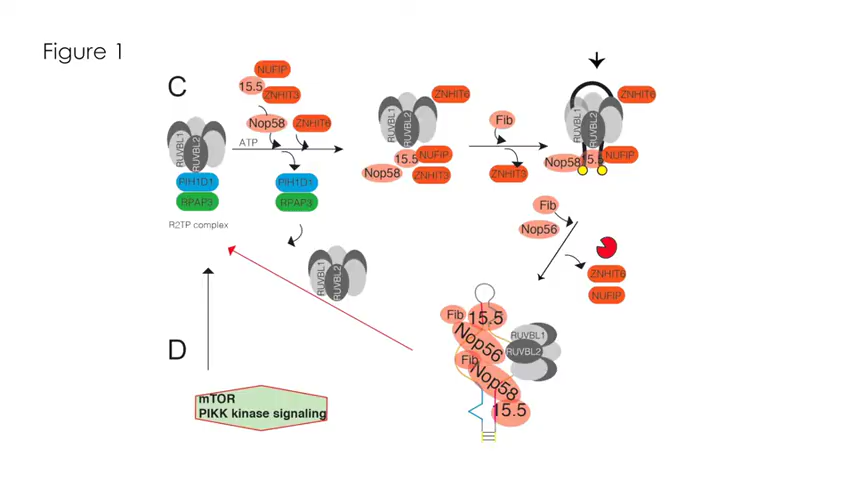 Figure 1
C
NUFIP
15.5
ZNHIT3
Nop58
ZNHIT6
ATP
RUVBL1
RUVBL2
PIH1D1
RPAP3
R2TP complex
PIH1D1
RPAP3
RUVBL1
RUVBL2
ZNHIT6
RUVBL1
RUVBL2
15.5
NUFIP
Nop58
ZNHIT3
Fib
ZNHIT3
ZNHIT6
RUVBL1
RUVBL2
Nop58
15.5
NUFIP
Fib
Nop56
ZNHIT6
NUFIP
Fib
15.5
Nop56
RUVBL1
RUVBL2
Fib
Nop58
15.5
D
mTOR
PIKK kinase signaling